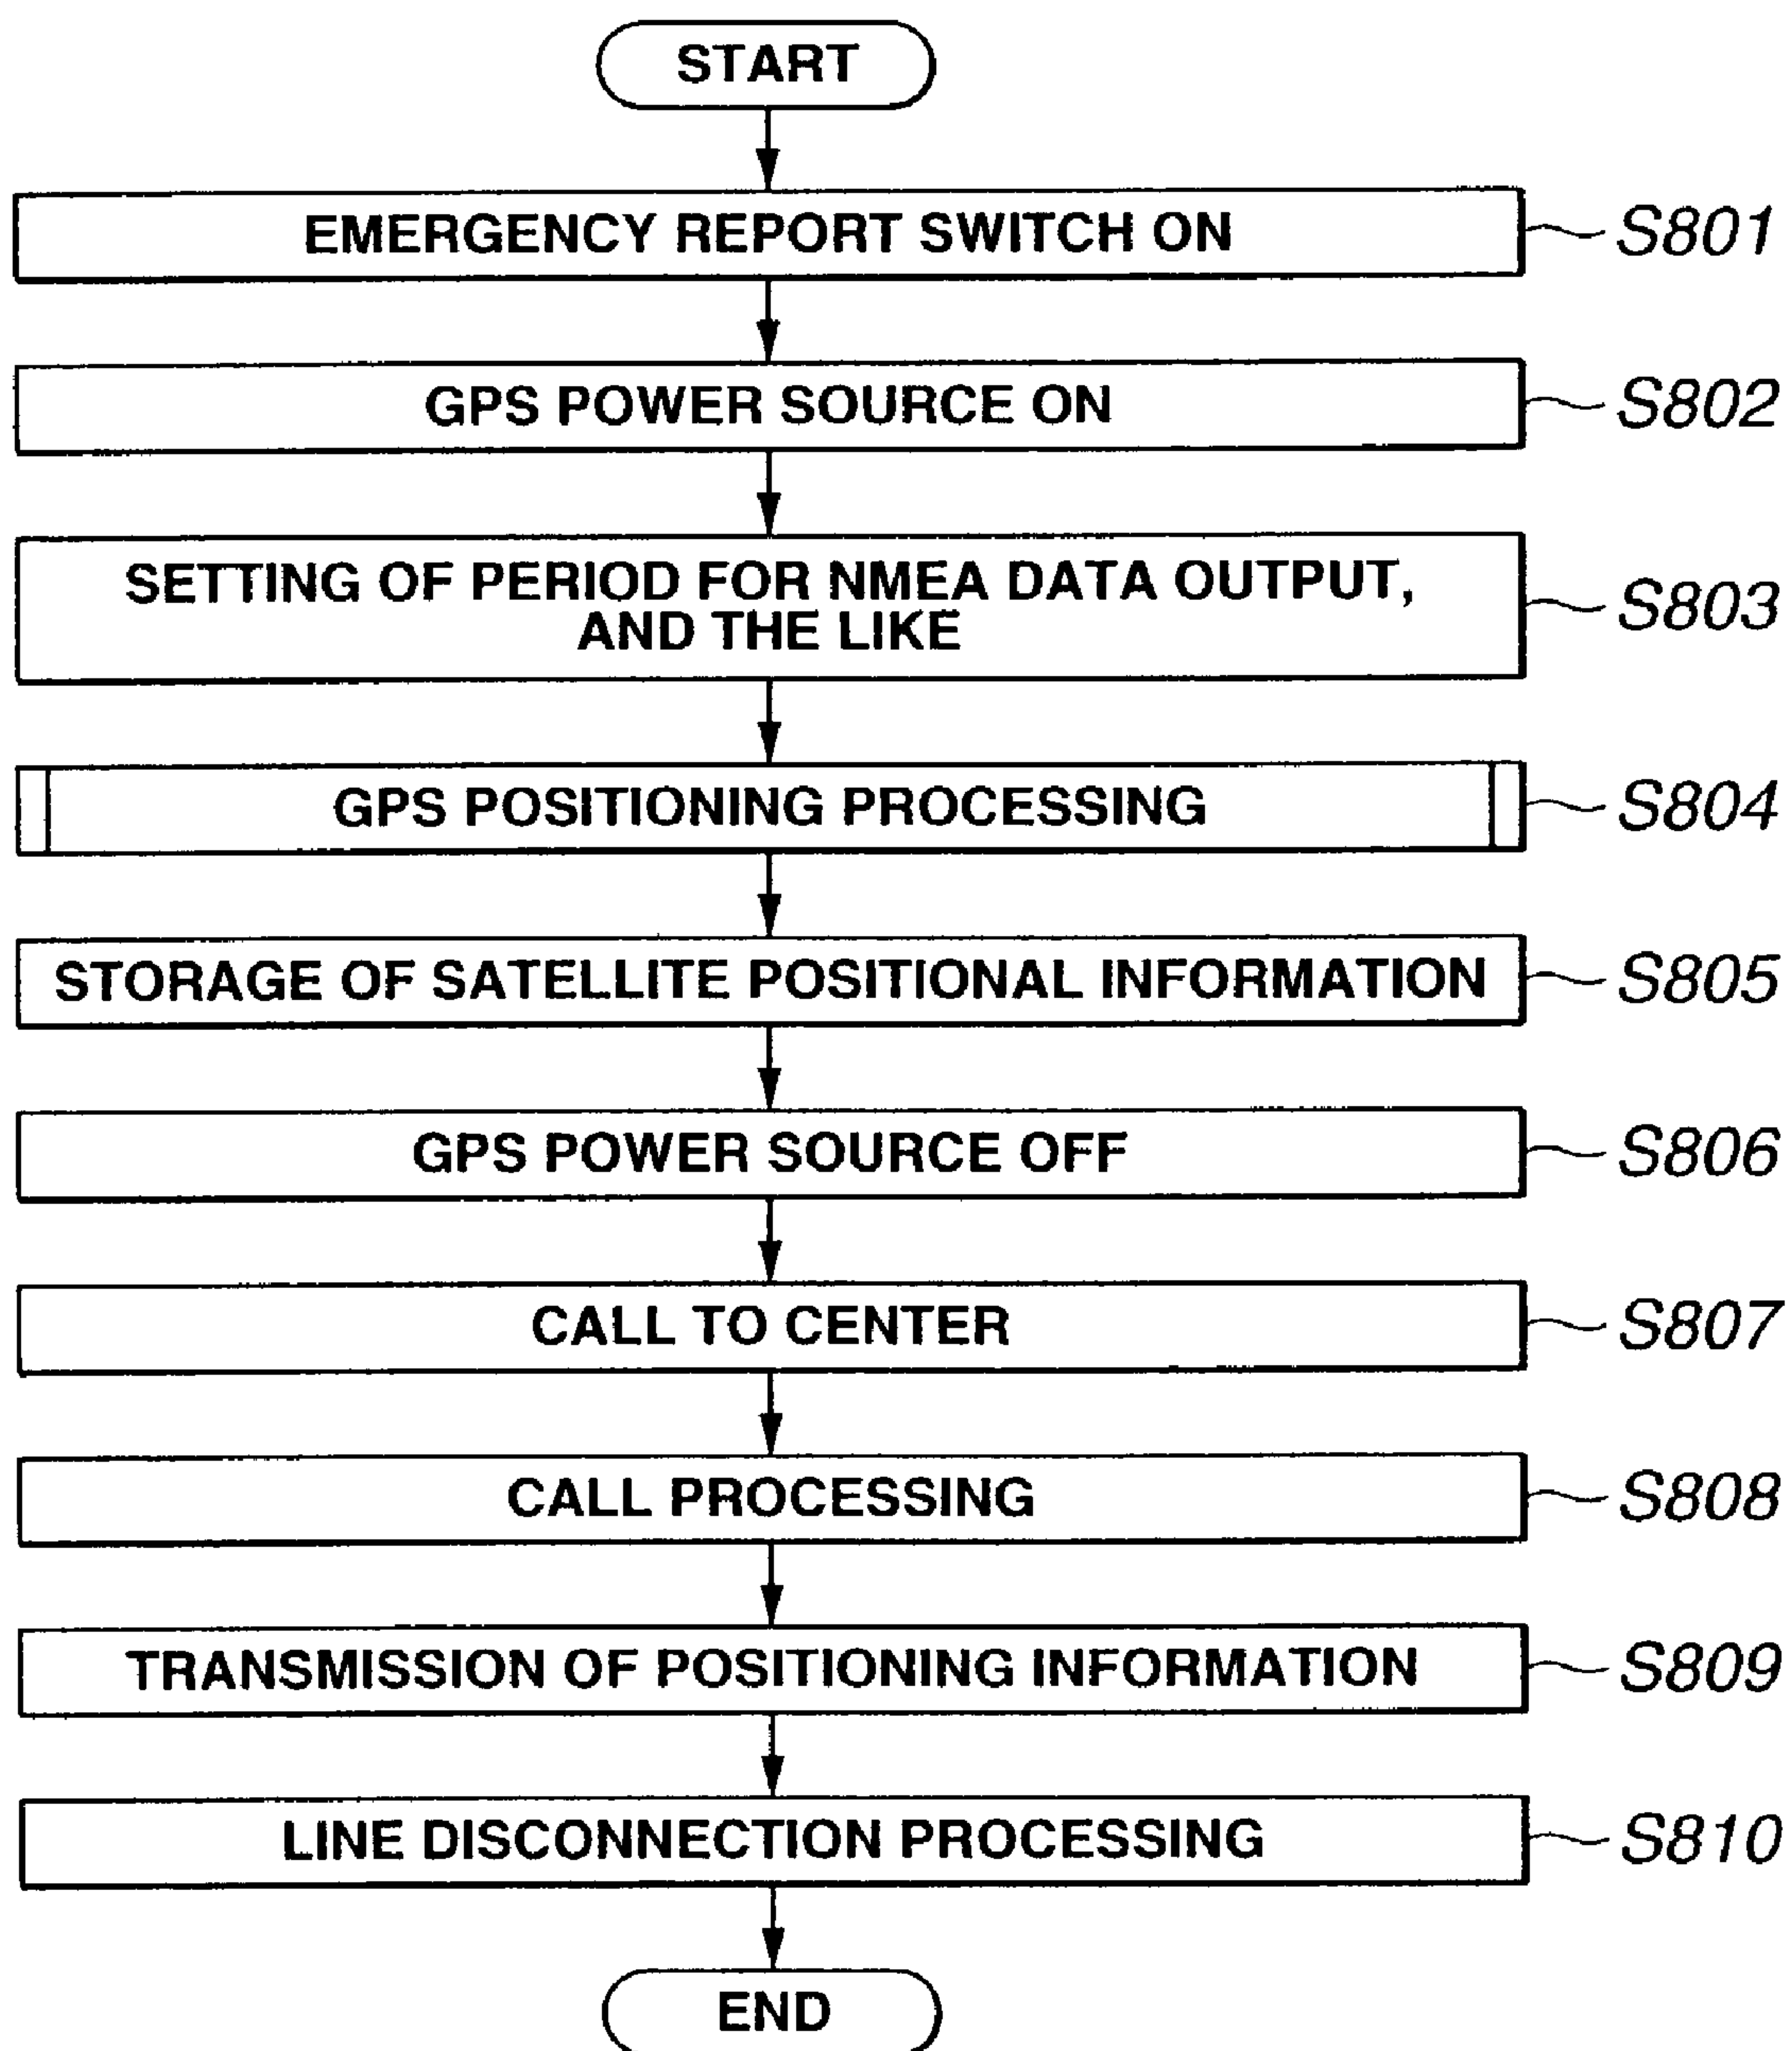 START
EMERGENCY REPORT SWITCH ON
S801
GPS POWER SOURCE ON
S802
SETTING OF PERIOD FOR NMEA DATA OUTPUT,
AND THE LIKE
S803
GPS POSITIONING PROCESSING
S804
STORAGE OF SATELLITE POSITIONAL INFORMATION
S805
GPS POWER SOURCE OFF
S806
CALL TO CENTER
S807
CALL PROCESSING
S808
TRANSMISSION OF POSITIONING INFORMATION
S809
LINE DISCONNECTION PROCESSING
S810
END